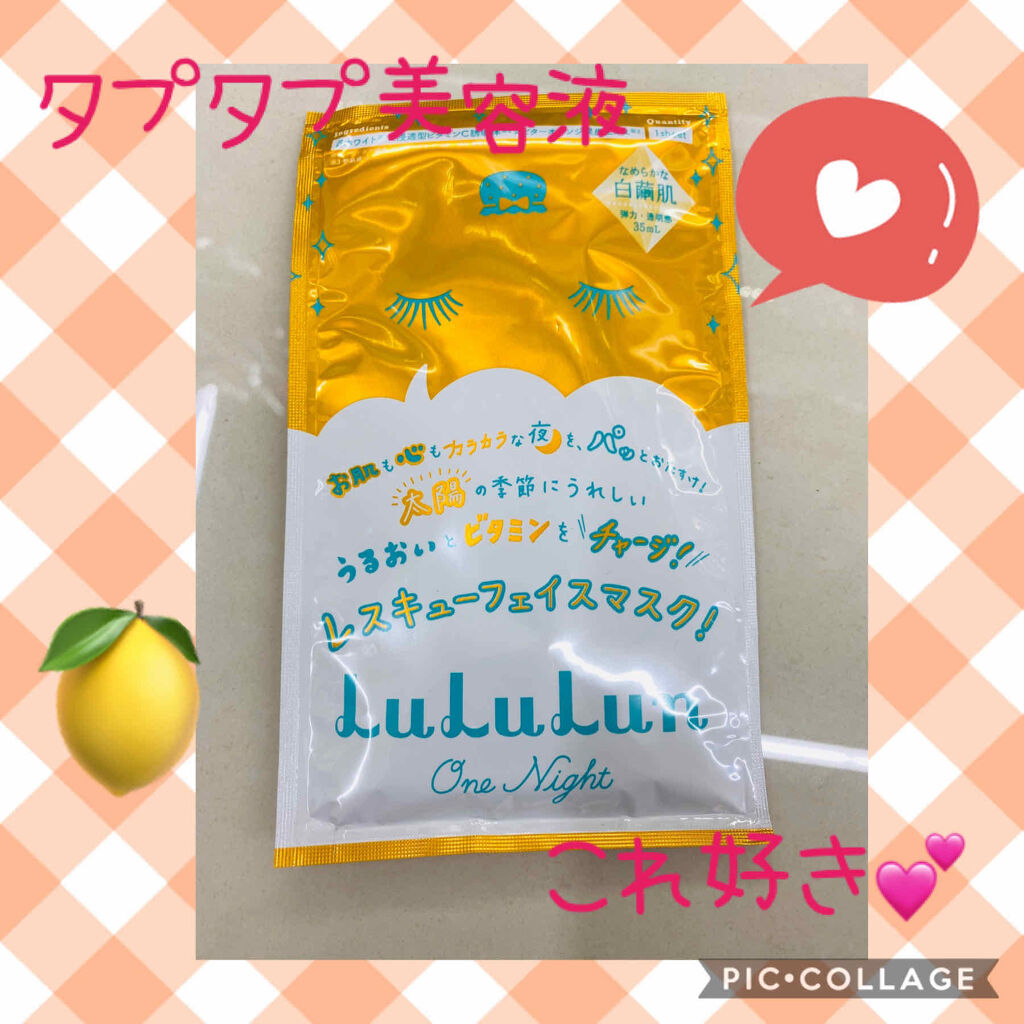 タプタプ美容液
Ingredients
Quantity
1sheet
なめらかな
白繭肌
弾力・透明感
35mL
お肌も心もカラカラな夜を、パッとおたすけ!
太陽の季節にうれしい
うるおいとビタミンをチャージ!
レスキューフェイスマスク!
LuLuLun
One Night
これ好き
PIC•COLLAGE